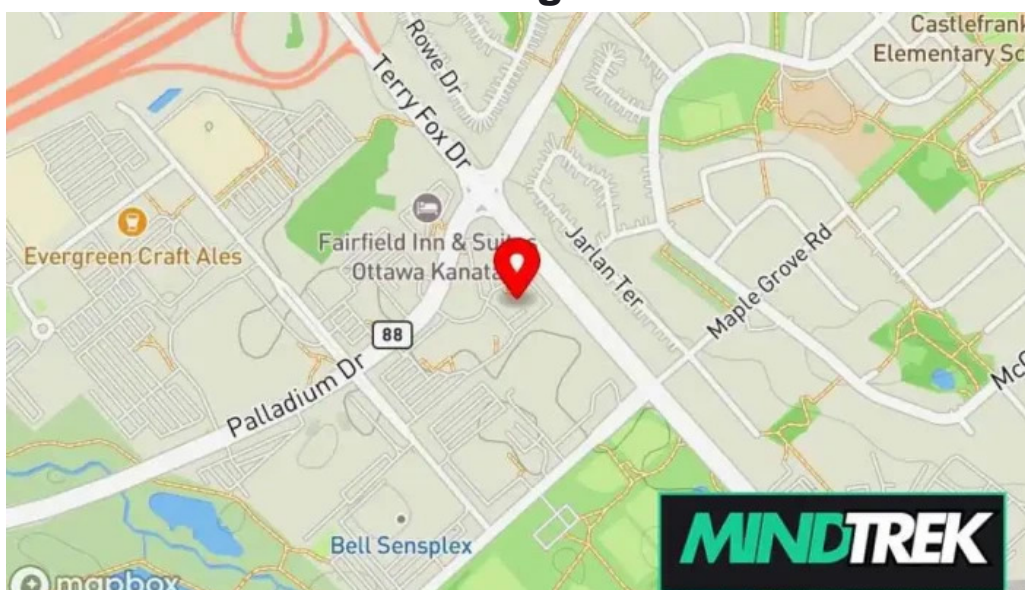 Castlefrank
Elementary Sc
Rowe Dr
Terry Fox Dr
Evergreen Craft Ales
Fairfield Inn & Suites
Ottawa Kanata
Jarlan Ter
Maple Grove Rd
88
McC
Palladium Dr
Bell Sensplex
MINDTREK
mapbox